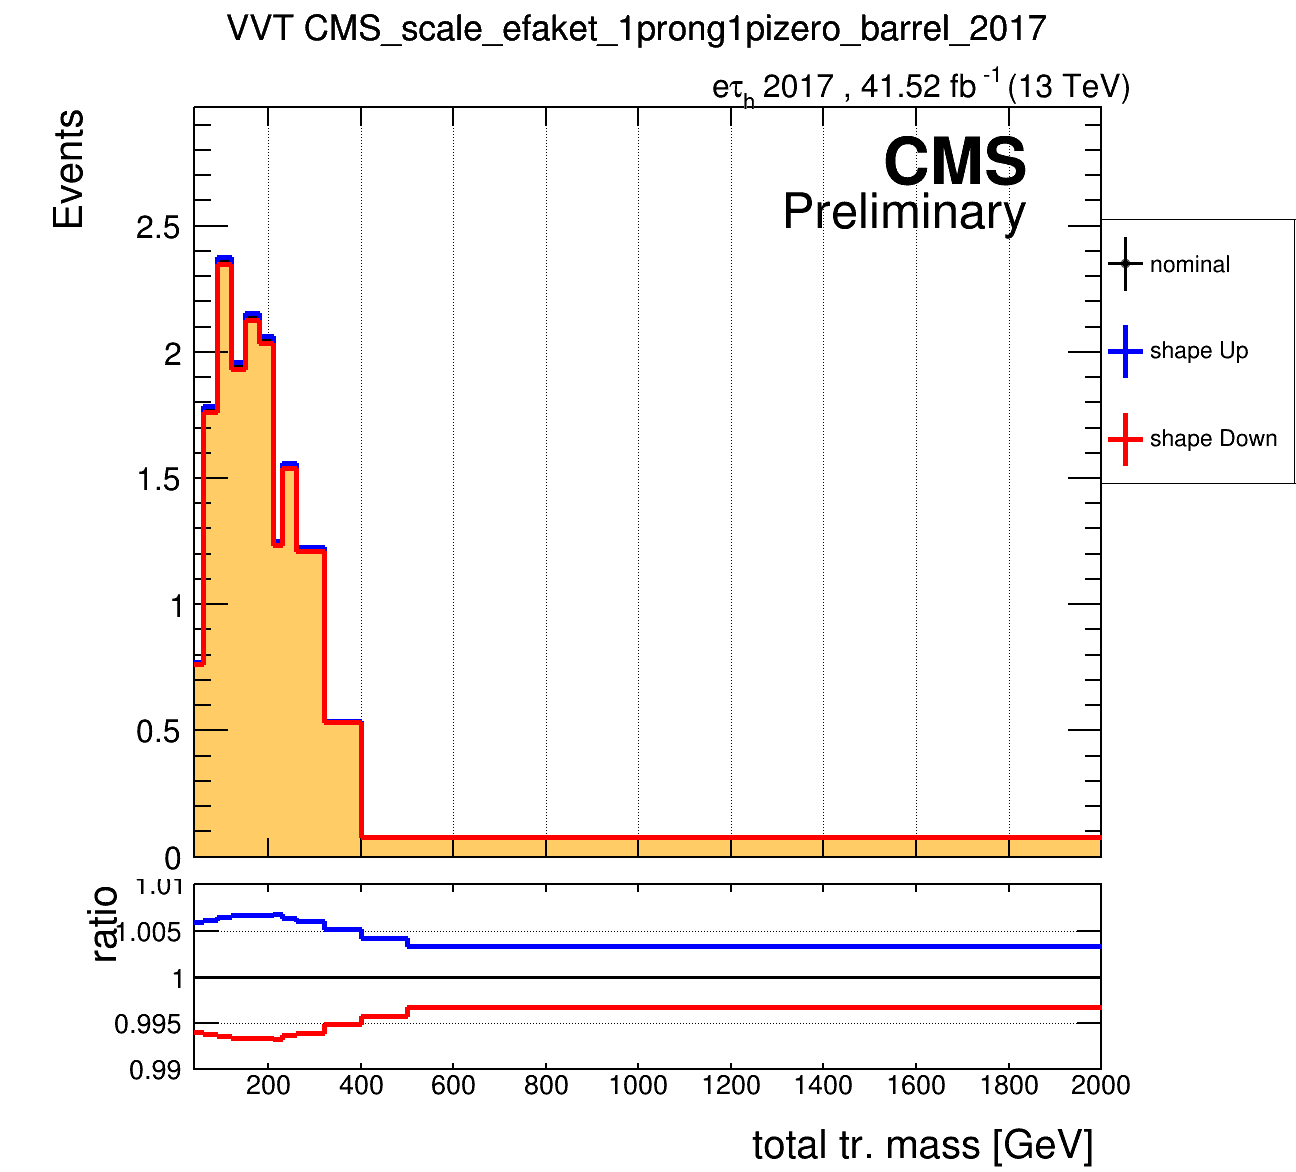 VVT CMS_scale_efaket_1prong1pizero_barrel_2017
eτh 2017 , 41.52 fb -1 (13 TeV)
Events
CMS
Preliminary
2.5
2
1.5
1
0.5
0
nominal
shape Up
shape Down
ratio
1.01
1.005
1
0.995
0.99
200 400 600 800 1000 1200 1400 1600 1800 2000
total tr. mass [GeV]